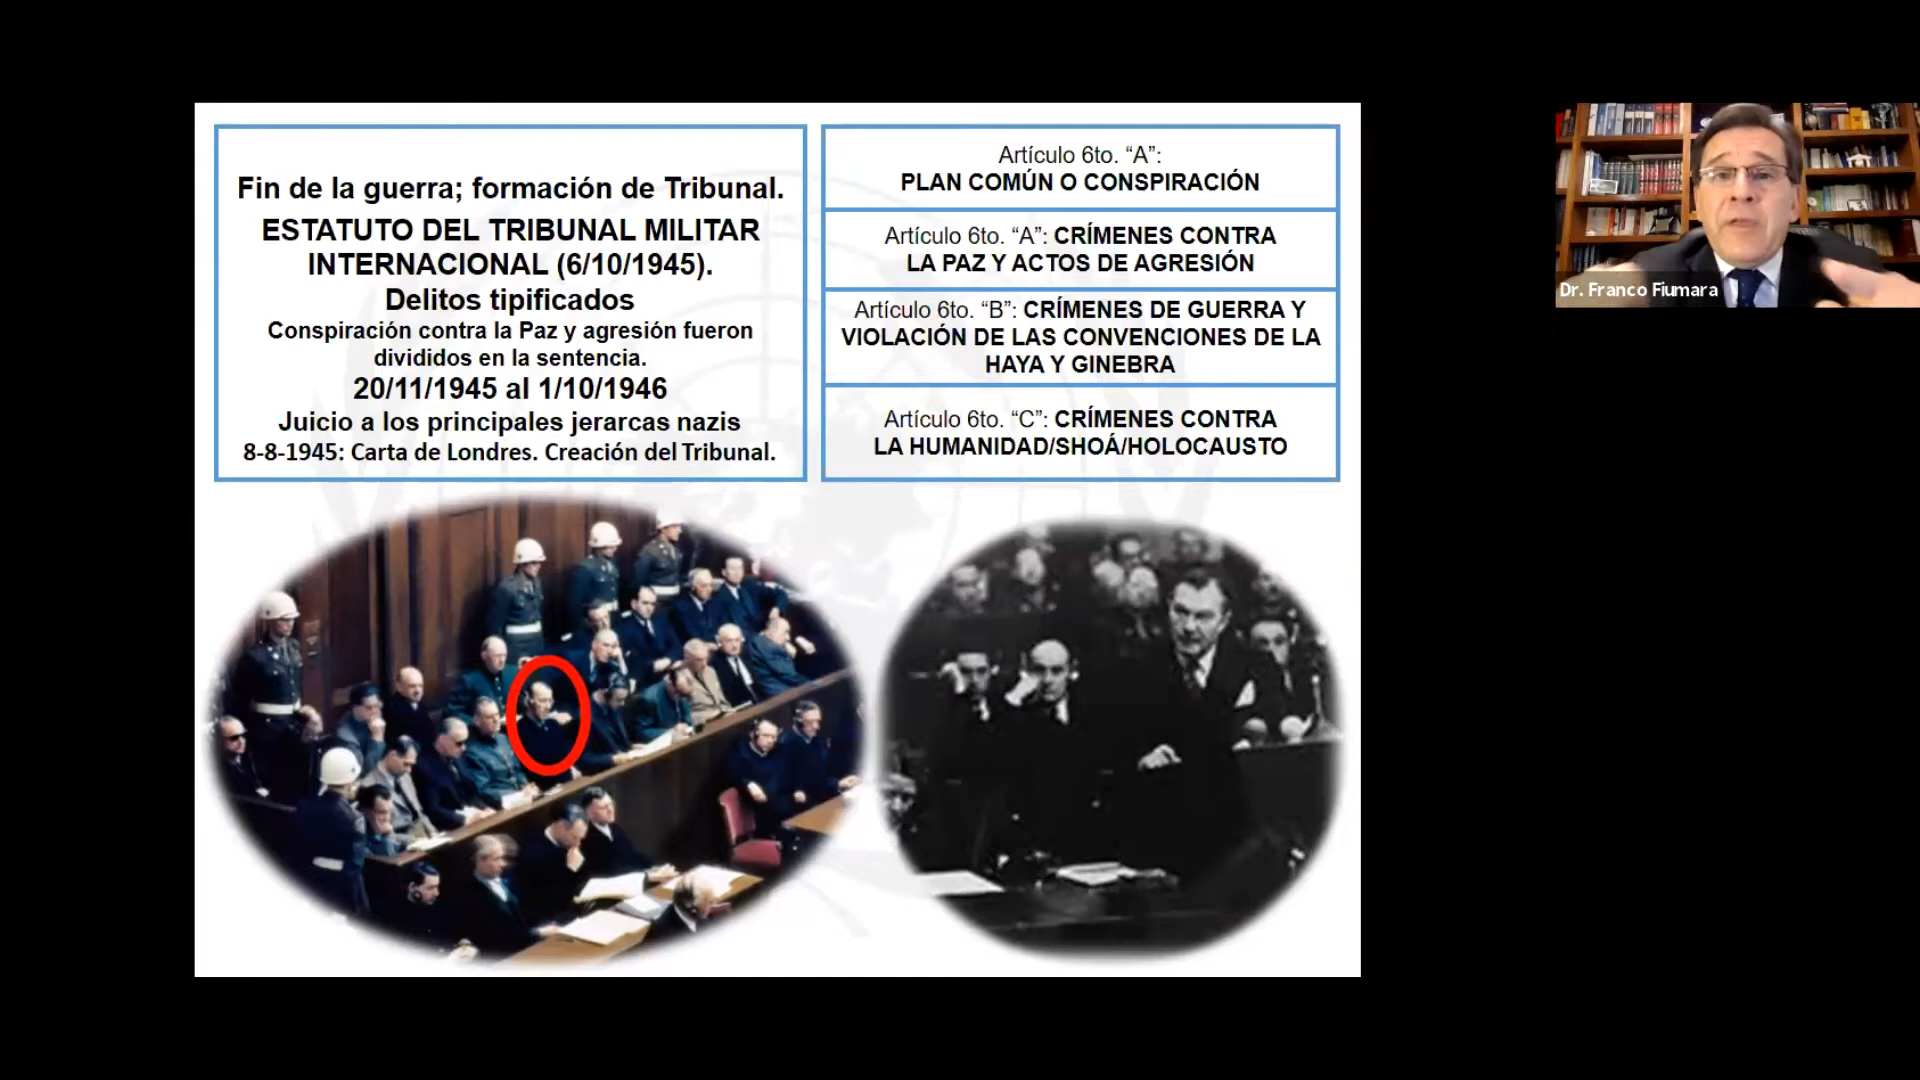 Fin de la guerra; formación de Tribunal.
ESTATUTO DEL TRIBUNAL MILITAR
INTERNACIONAL (6/10/1945).
Delitos tipificados
Conspiración contra la Paz y agresión fueron
divididos en la sentencia.
20/11/1945 al 1/10/1946
Juicio a los principales jerarcas nazis
8-8-1945: Carta de Londres. Creación del Tribunal.
Artículo 6to. “A”:
PLAN COMÚN O CONSPIRACIÓN
Artículo 6to. “A”: CRÍMENES CONTRA
LA PAZ Y ACTOS DE AGRESIÓN
Artículo 6to. “B”: CRÍMENES DE GUERRA Y
VIOLACIÓN DE LAS CONVENCIONES DE LA
HAYA Y GINEBRA
Artículo 6to. “C”: CRÍMENES CONTRA
LA HUMANIDAD/SHOÁ/HOLOCAUSTO
Dr. Franco Fiumara